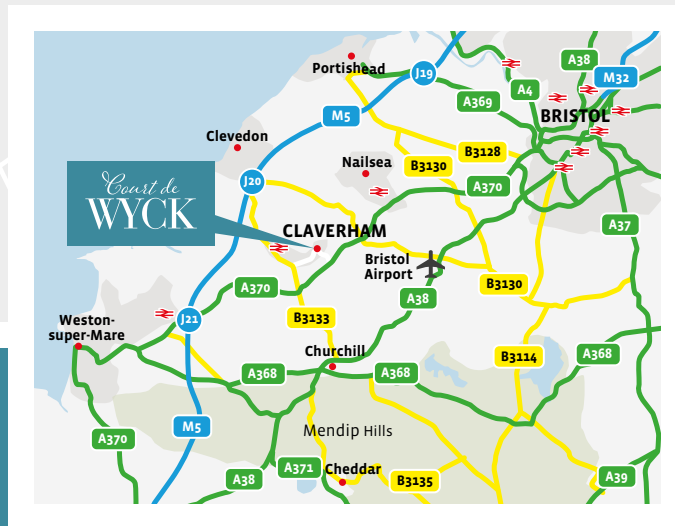 Portishead
J19
A38
M32
A4
A369
BRISTOL
M5
Clevedon
B3128
B3130
Nailsea
A370
J20
Court de
WYCK
CLAVERHAM
A37
Bristol
Airport
B3130
A370
A38
J21
B3133
Weston-
super-Mare
Churchill
B3114
A368
A368
A368
M5
Mendip Hills
A370
A371
Cheddar
A38
B3135
A39